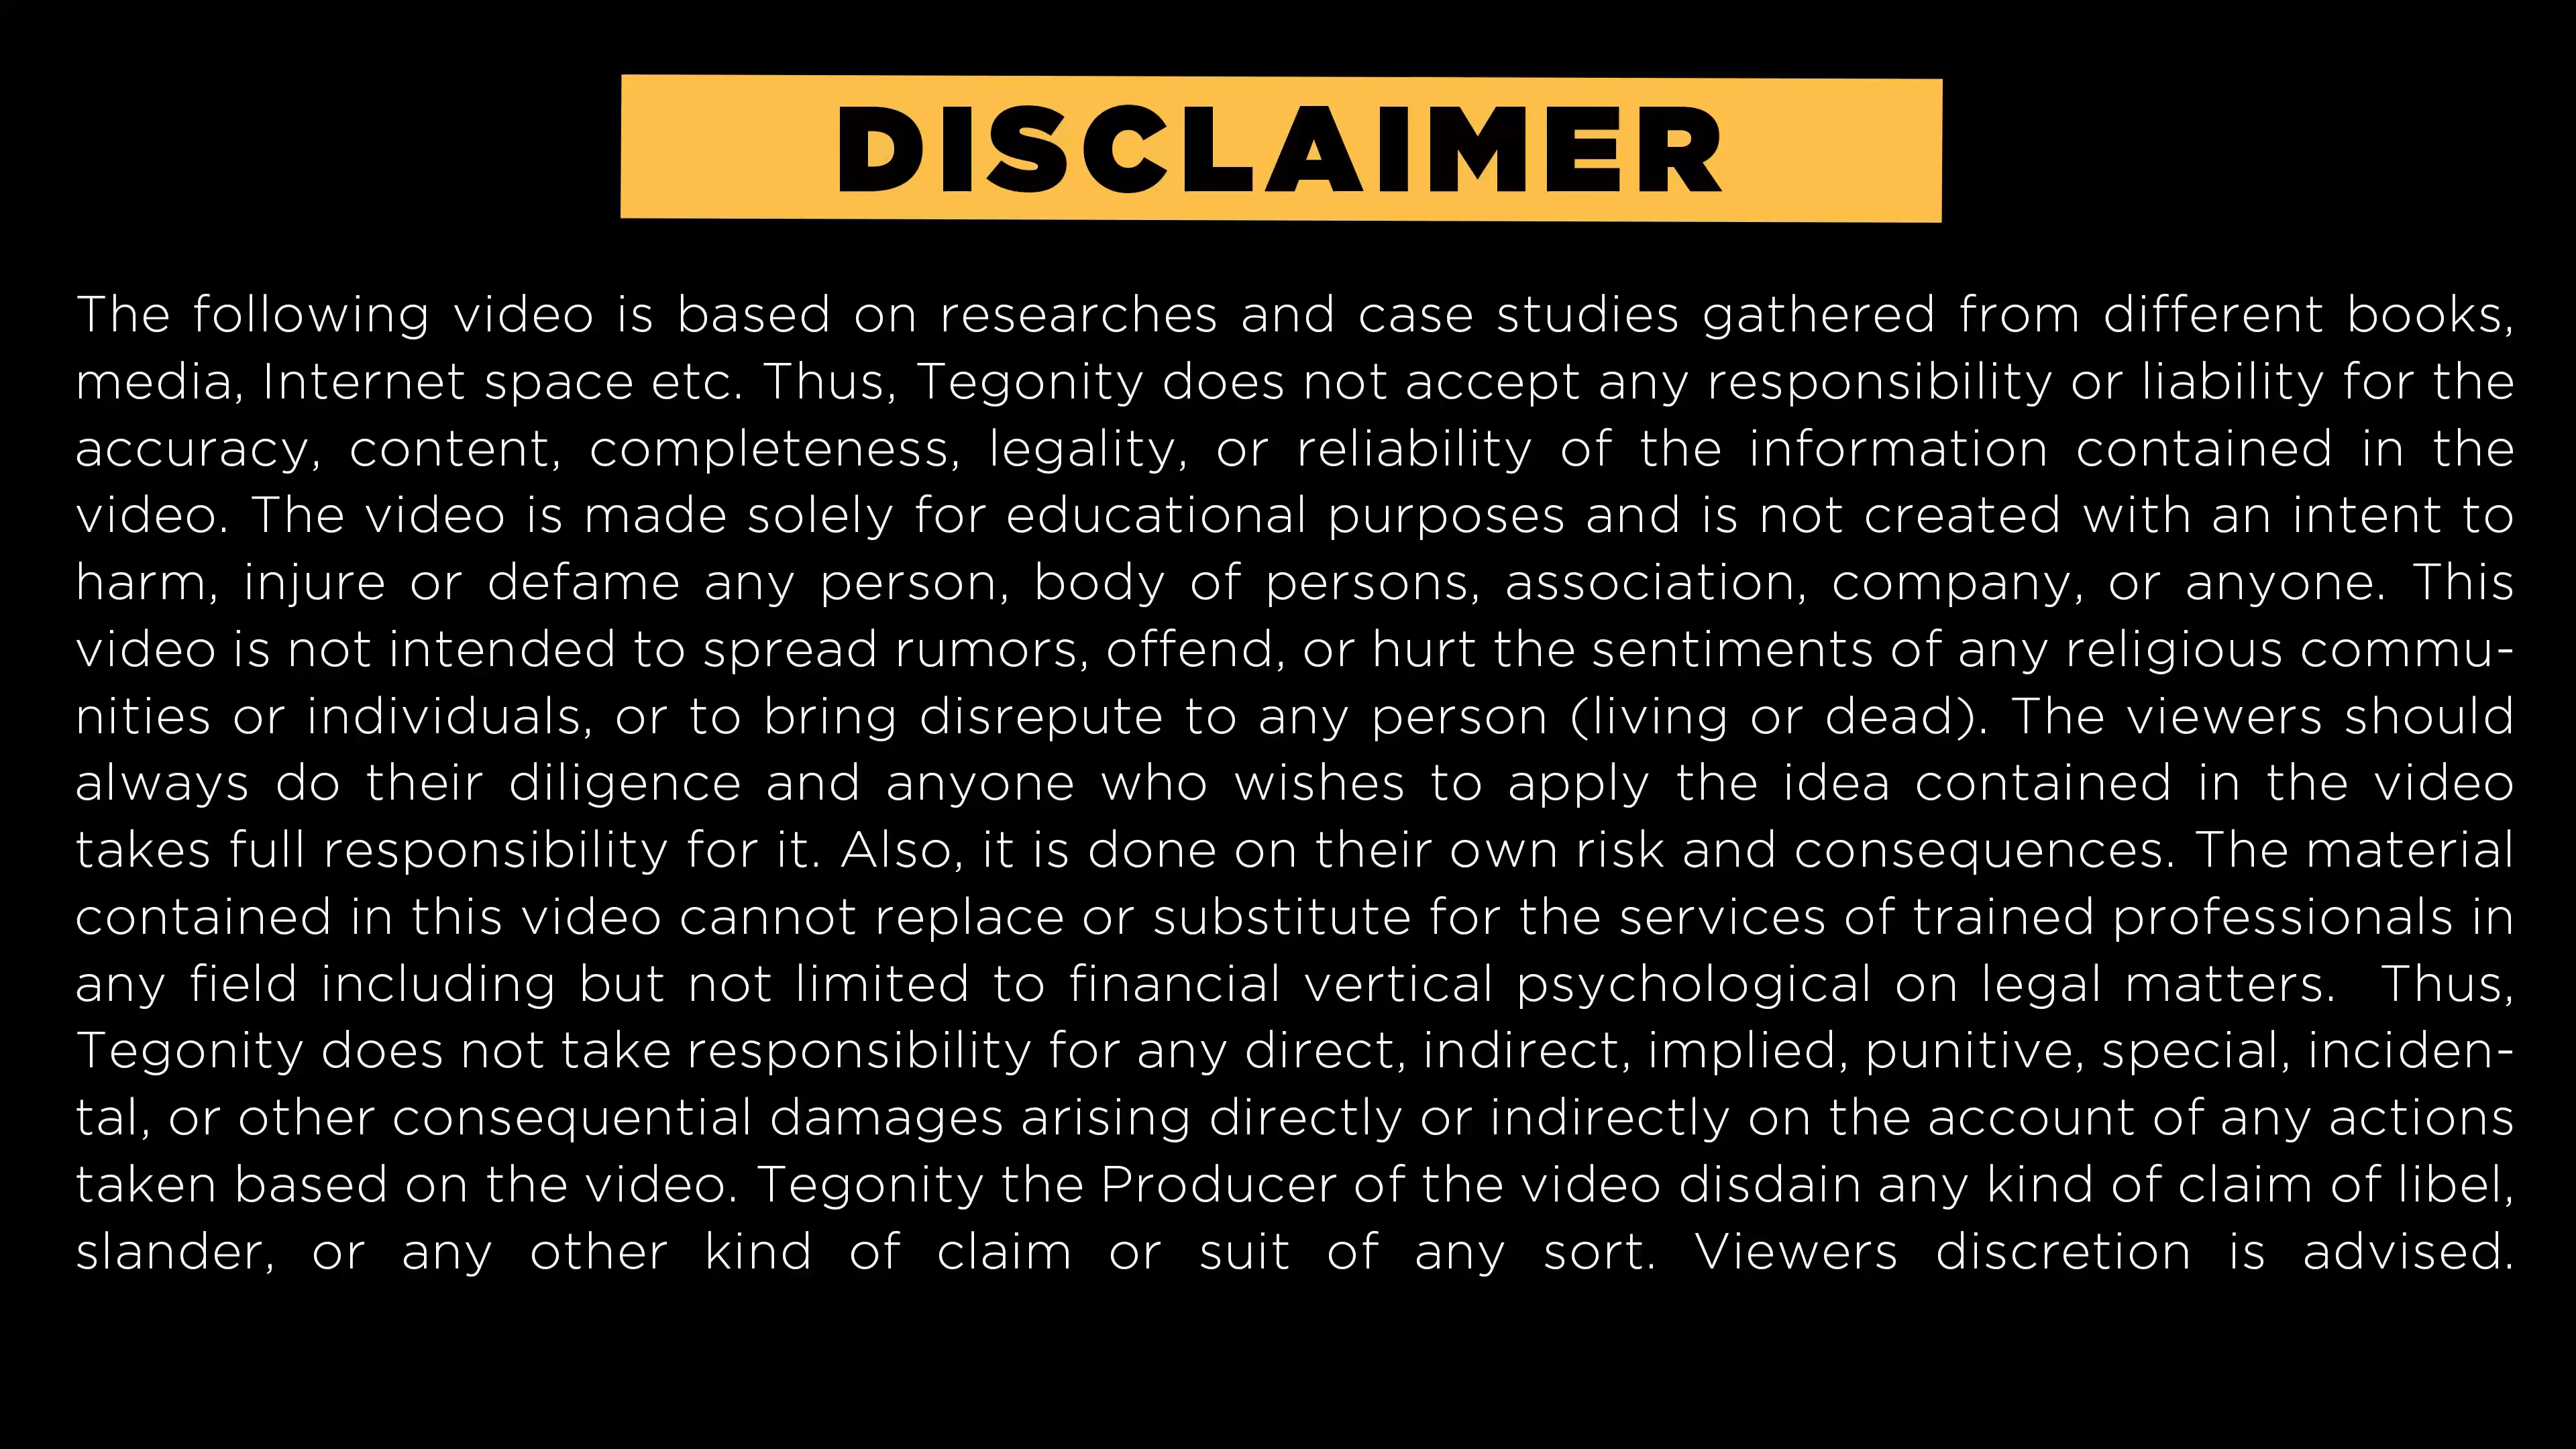 DISCLAIMER
The following video is based on researches and case studies gathered from different books,
media, Internet space etc. Thus, Tegonity does not accept any responsibility or liability for the
accuracy, content, completeness, legality, or reliability of the information contained in the
video. The video is made solely for educational purposes and is not created with an intent to
harm, injure or defame any person, body of persons, association, company, or anyone. This
video is not intended to spread rumors, offend, or hurt the sentiments of any religious commu-
nities or individuals, or to bring disrepute to any person (living or dead). The viewers should
always do their diligence and anyone who wishes to apply the idea contained in the video
takes full responsibility for it. Also, it is done on their own risk and consequences. The material
contained in this video cannot replace or substitute for the services of trained professionals in
any field including but not limited to financial vertical psychological on legal matters. Thus,
Tegonity does not take responsibility for any direct, indirect, implied, punitive, special, inciden-
tal, or other consequential damages arising directly or indirectly on the account of any actions
taken based on the video. Tegonity the Producer of the video disdain any kind of claim of libel,
slander, or any other kind of claim or suit of any sort. Viewers discretion is advised.